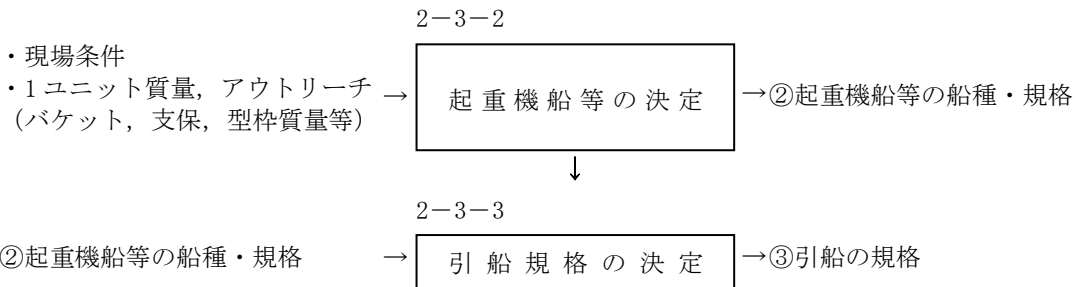 2-3-2
・現場条件
・1ユニット質量，アウトリーチ → 起重機船等の決定 →②起重機船等の船種・規格
（バケット，支保，型枠質量等）
↓
2-3-3
②起重機船等の船種・規格 → 引船規格の決定 →③引船の規格